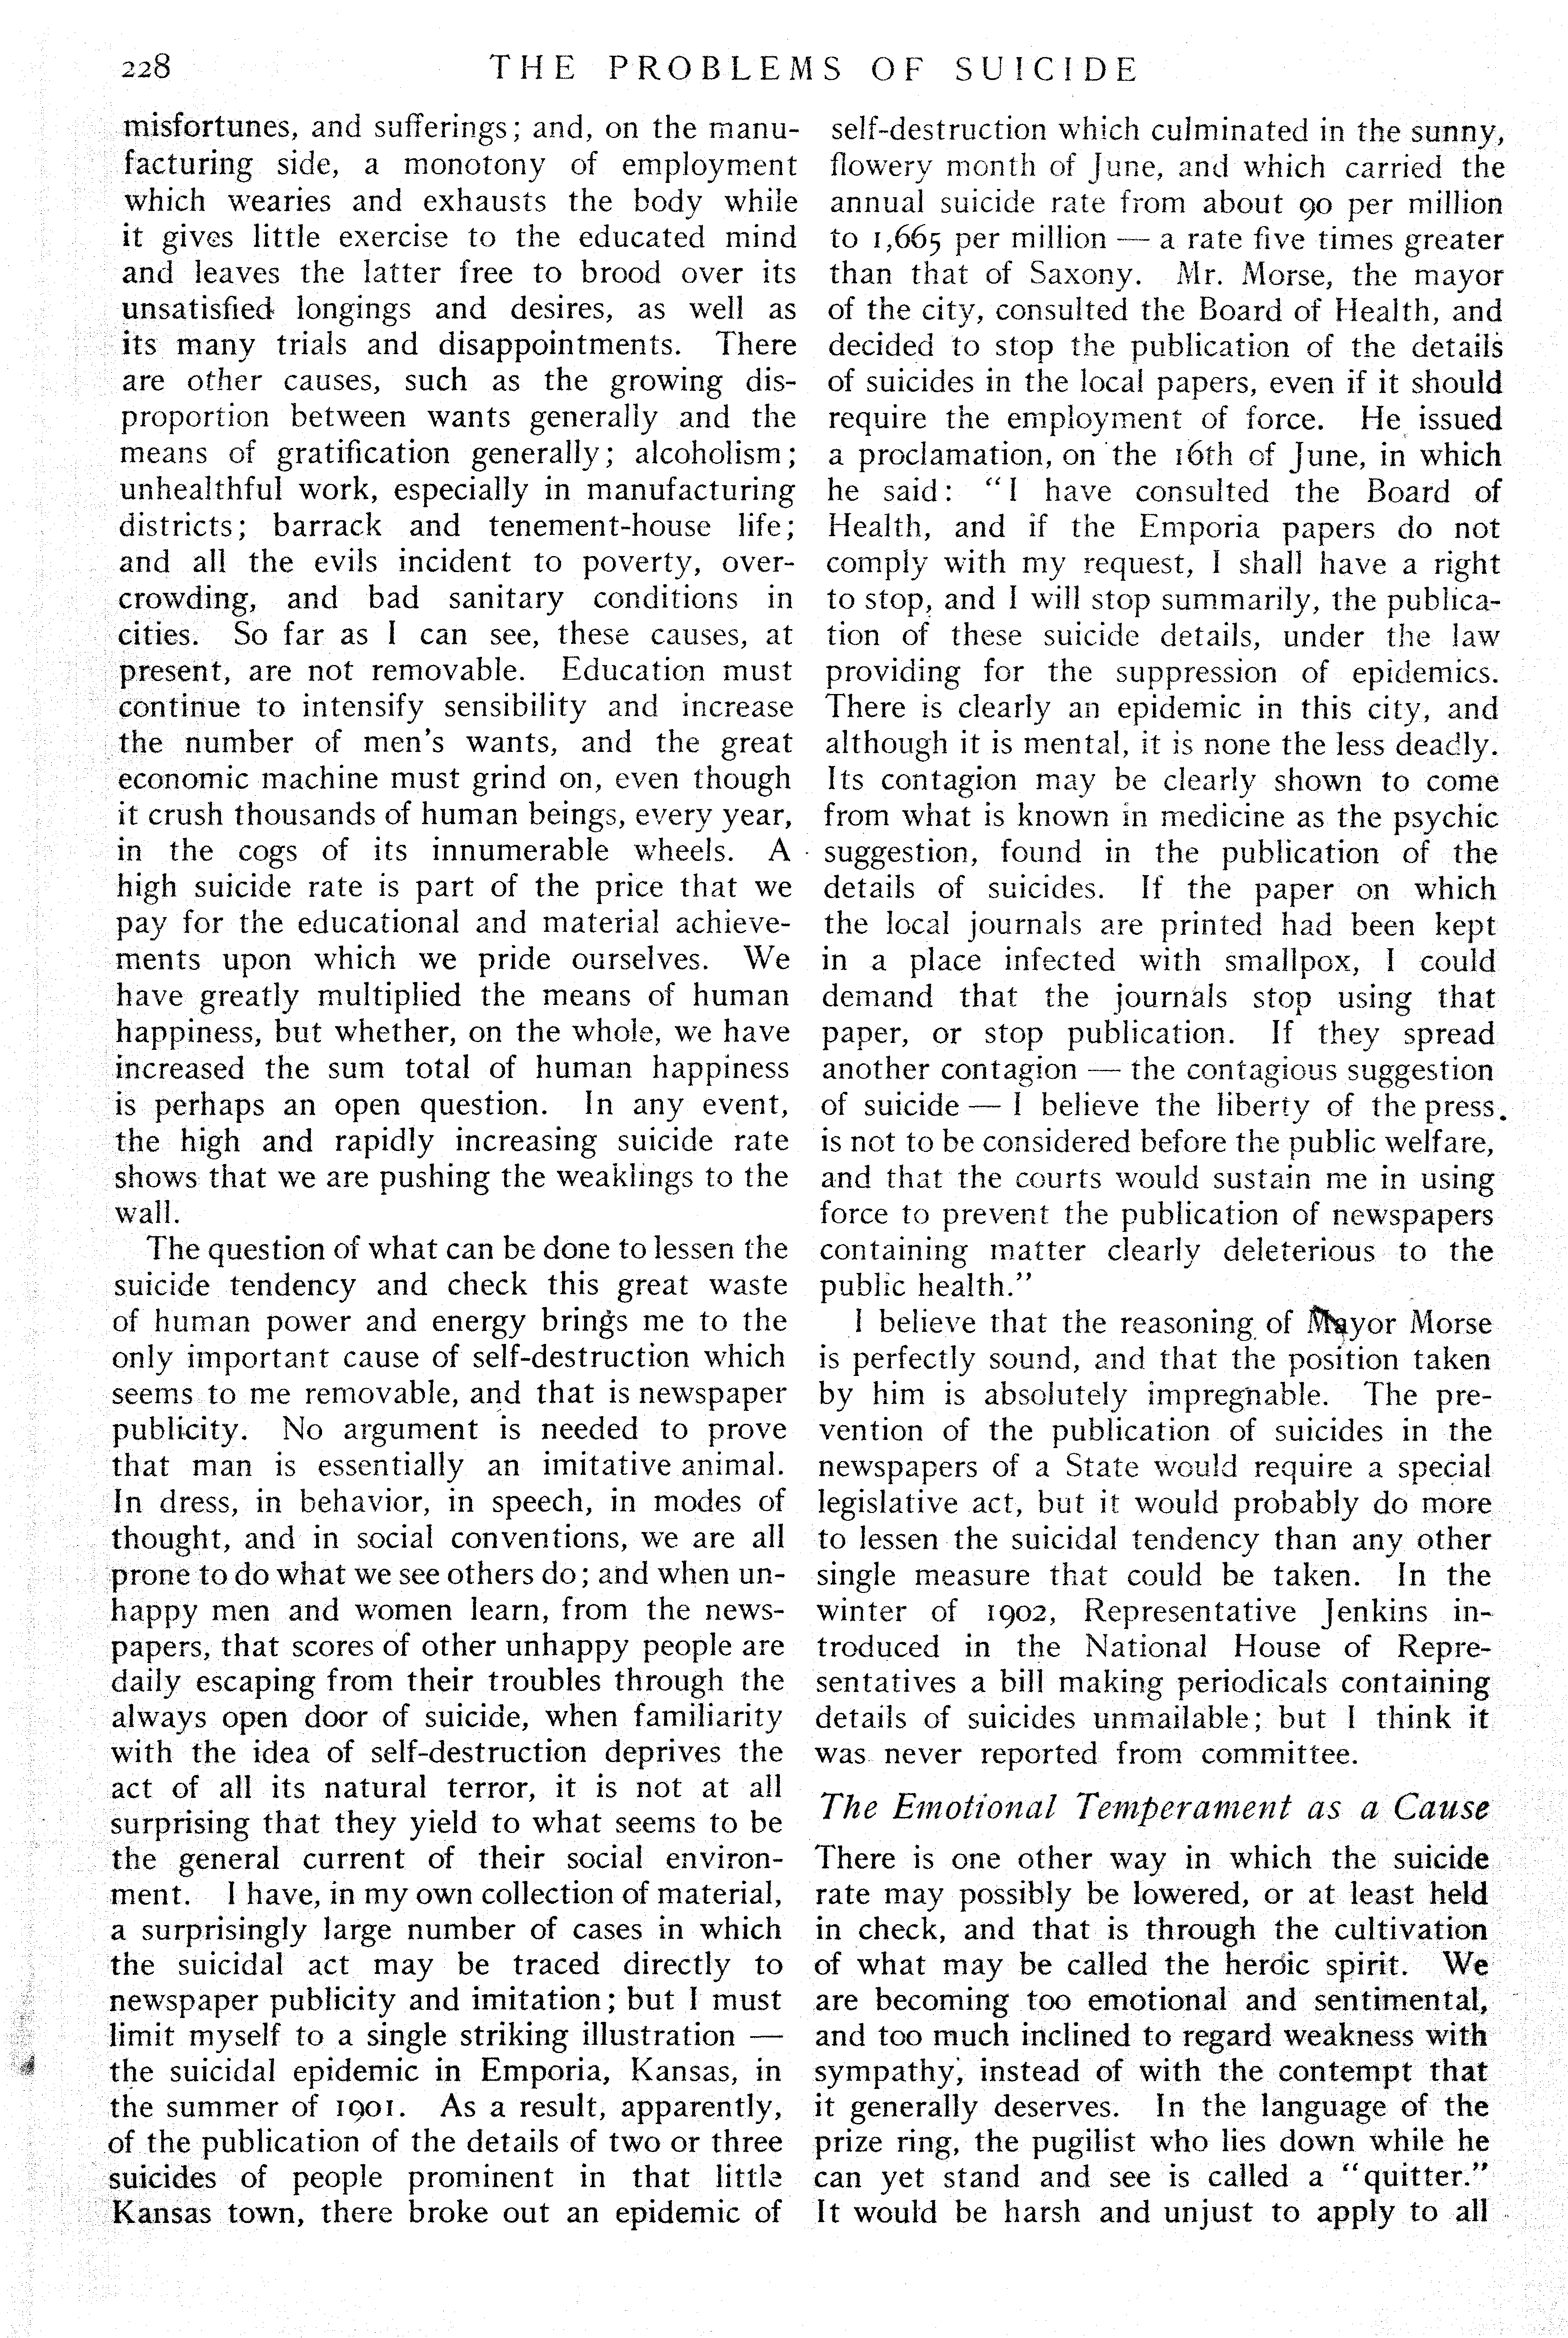 228
THE PROBLEMS OF SUICIDE
misfortunes, and sufferings; and, on the manu-
facturing side, a monotony of employment
which wearies and exhausts the body while
it gives little exercise to the educated mind
and leaves the latter free to brood over its
unsatisfied longings and desires, as well as
its many trials and disappointments. There
are other causes, such as the growing dis-
proportion between wants generally and the
means of gratification generally; alcoholism;
unhealthful work, especially in manufacturing
districts; barrack and tenement-house life;
and all the evils incident to poverty, over-
crowding, and bad sanitary conditions in
cities. So far as I can see, these causes, at
present, are not removable. Education must
continue to intensify sensibility and increase
the number of men's wants, and the great
economic machine must grind on, even though
it crush thousands of human beings, every year,
in the cogs of its innumerable wheels. A
high suicide rate is part of the price that we
pay for the educational and material achieve-
ments upon which we pride ourselves. We
have greatly multiplied the means of human
happiness, but whether, on the whole, we have
increased the sum total of human happiness
is perhaps an open question. In any event,
the high and rapidly increasing suicide rate
shows that we are pushing the weaklings to the
wall.
The question of what can be done to lessen the
suicide tendency and check this great waste
of human power and energy brings me to the
only important cause of self-destruction which
seems to me removable, and that is newspaper
publicity. No argument is needed to prove
that man is essentially an imitative animal.
In dress, in behavior, in speech, in modes of
thought, and in social conventions, we are all
prone to do what we see others do; and when un-
happy men and women learn, from the news-
papers, that scores of other unhappy people are
daily escaping from their troubles through the
always open door of suicide, when familiarity
with the idea of self-destruction deprives the
act of all its natural terror, it is not at all
surprising that they yield to what seems to be
the general current of their social environ-
ment. I have, in my own collection of material,
a surprisingly large number of cases in which
the suicidal act may be traced directly to
newspaper publicity and imitation; but I must
limit myself to a single striking illustration —
the suicidal epidemic in Emporia, Kansas, in
the summer of 1901. As a result, apparently,
of the publication of the details of two or three
suicides of people prominent in that little
Kansas town, there broke out an epidemic of
self-destruction which culminated in the sunny,
flowery month of June, and which carried the
annual suicide rate from about 90 per million
to 1,665 per million — a rate five times greater
than that of Saxony. Mr. Morse, the mayor
of the city, consulted the Board of Health, and
decided to stop the publication of the details
of suicides in the local papers, even if it should
require the employment of force. He issued
a proclamation, on the 16th of June, in which
he said: "I have consulted the Board of
Health, and if the Emporia papers do not
comply with my request, I shall have a right
to stop, and I will stop summarily, the publica-
tion of these suicide details, under the law
providing for the suppression of epidemics.
There is clearly an epidemic in this city, and
although it is mental, it is none the less deadly.
Its contagion may be clearly shown to come
from what is known in medicine as the psychic
suggestion, found in the publication of the
details of suicides. If the paper on which
the local journals are printed had been kept
in a place infected with smallpox, I could
demand that the journals stop using that
paper, or stop publication. If they spread
another contagion — the contagious suggestion
of suicide — I believe the liberty of the press
is not to be considered before the public welfare,
and that the courts would sustain me in using
force to prevent the publication of newspapers
containing matter clearly deleterious to the
public health."
I believe that the reasoning of Mayor Morse
is perfectly sound, and that the position taken
by him is absolutely impregnable. The pre-
vention of the publication of suicides in the
newspapers of a State would require a special
legislative act, but it would probably do more
to lessen the suicidal tendency than any other
single measure that could be taken. In the
winter of 1902, Representative Jenkins in-
troduced in the National House of Repre-
sentatives a bill making periodicals containing
details of suicides unmailable; but I think it
was never reported from committee.
The Emotional Temperament as a Cause
There is one other way in which the suicide
rate may possibly be lowered, or at least held
in check, and that is through the cultivation
of what may be called the heroic spirit. We
are becoming too emotional and sentimental,
and too much inclined to regard weakness with
sympathy, instead of with the contempt that
it generally deserves. In the language of the
prize ring, the pugilist who lies down while he
can yet stand and see is called a "quitter."
It would be harsh and unjust to apply to all